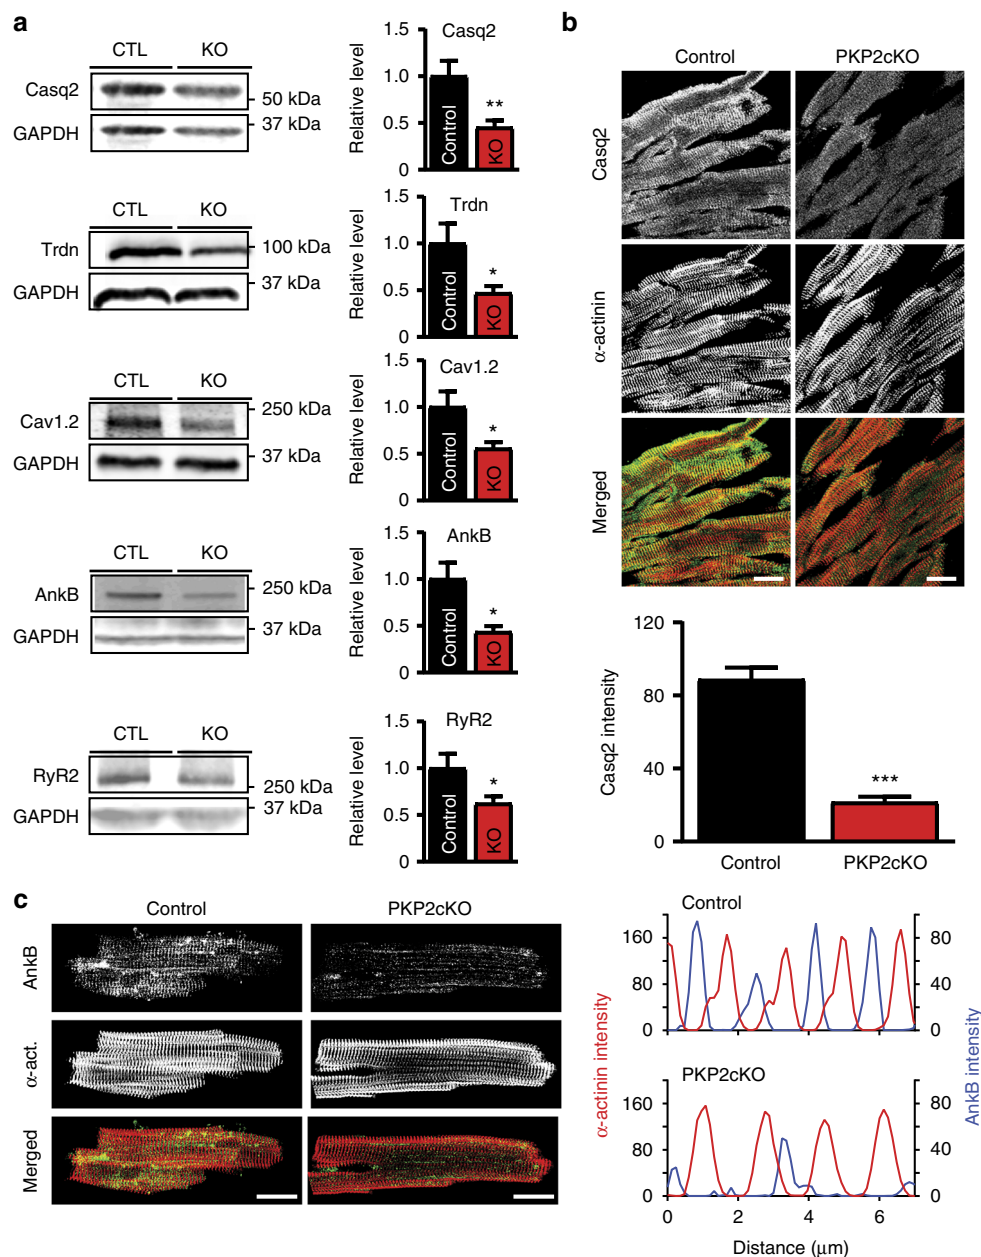 a
CTL KO
Casq2
50 kDa
GAPDH
37 kDa
Relative level
1.5
1.0
0.5
0
Casq2
**
Control
KO
CTL KO
Trdn
100 kDa
GAPDH
37 kDa
Relative level
1.5
1.0
0.5
0
Trdn
*
Control
KO
CTL KO
Cav1.2
250 kDa
GAPDH
37 kDa
Relative level
1.5
1.0
0.5
0
Cav1.2
*
Control
KO
CTL KO
AnkB
250 kDa
GAPDH
37 kDa
Relative level
1.5
1.0
0.5
0
AnkB
*
Control
KO
CTL KO
RyR2
250 kDa
GAPDH
37 kDa
Relative level
1.5
1.0
0.5
0
RyR2
*
Control
KO
b
Control PKP2cKO
Casq2
α-actinin
Merged
Casq2 intensity
120
80
40
0
***
Control PKP2cKO
c
Control PKP2cKO
AnkB
α-act.
Merged
α-actinin intensity
AnkB intensity
Control
160
80
0
80
40
0
PKP2cKO
160
80
0
80
40
0
0 2 4 6
Distance (μm)